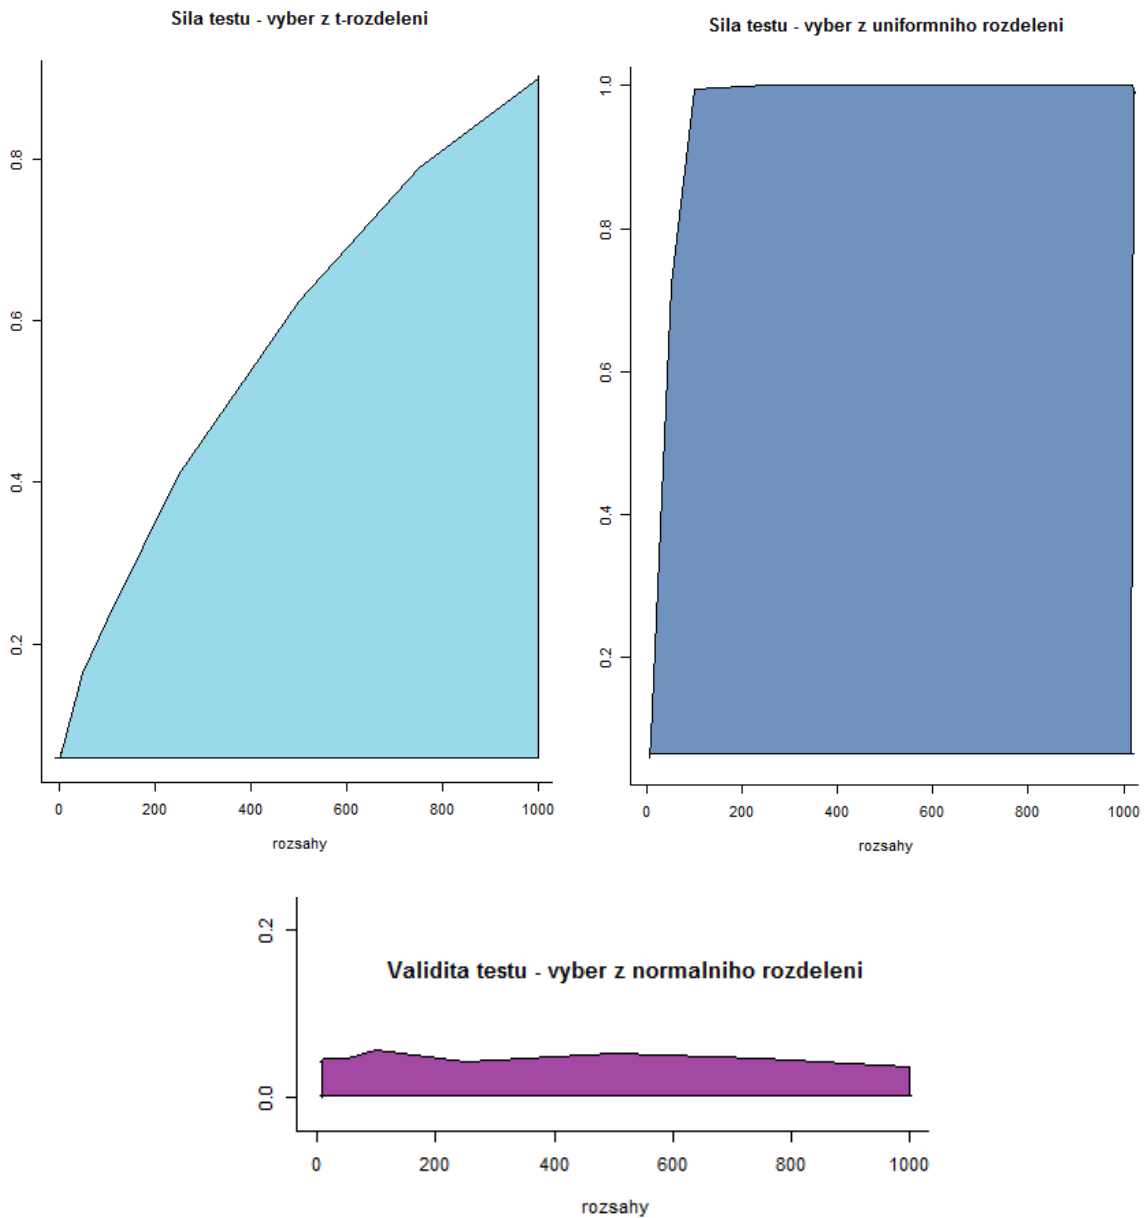 Sila testu - vyber z t-rozdeleni
0.8
0.6
0.4
0.2
0 200 400 600 800 1000
rozsahy
Sila testu - vyber z uniformniho rozdeleni
1.0
0.8
0.6
0.4
0.2
0 200 400 600 800 1000
rozsahy
0.2
Validita testu - vyber z normalniho rozdeleni
0.0
0 200 400 600 800 1000
rozsahy